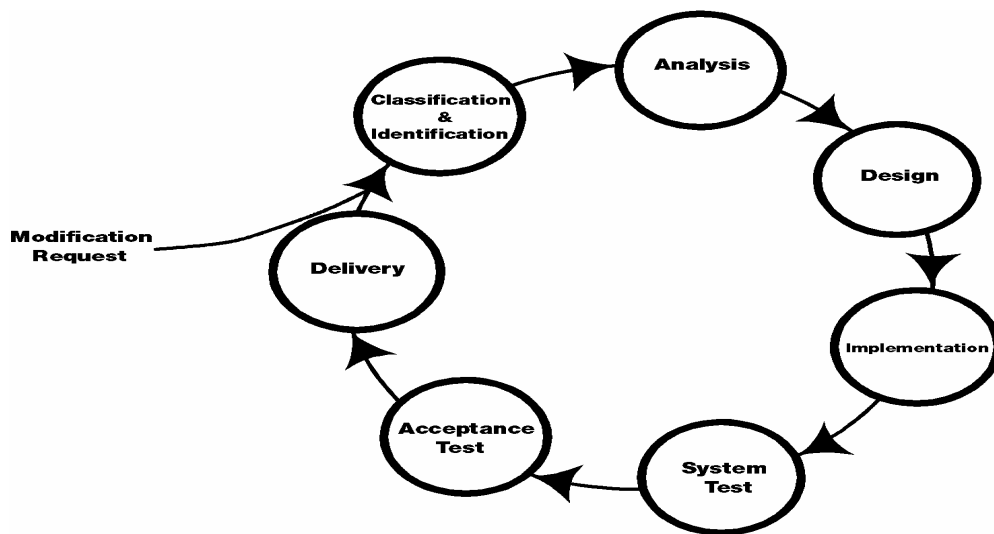 Analysis
Classification
&
Identification
Design
Modification
Request
Delivery
Implementation
Acceptance
Test
System
Test